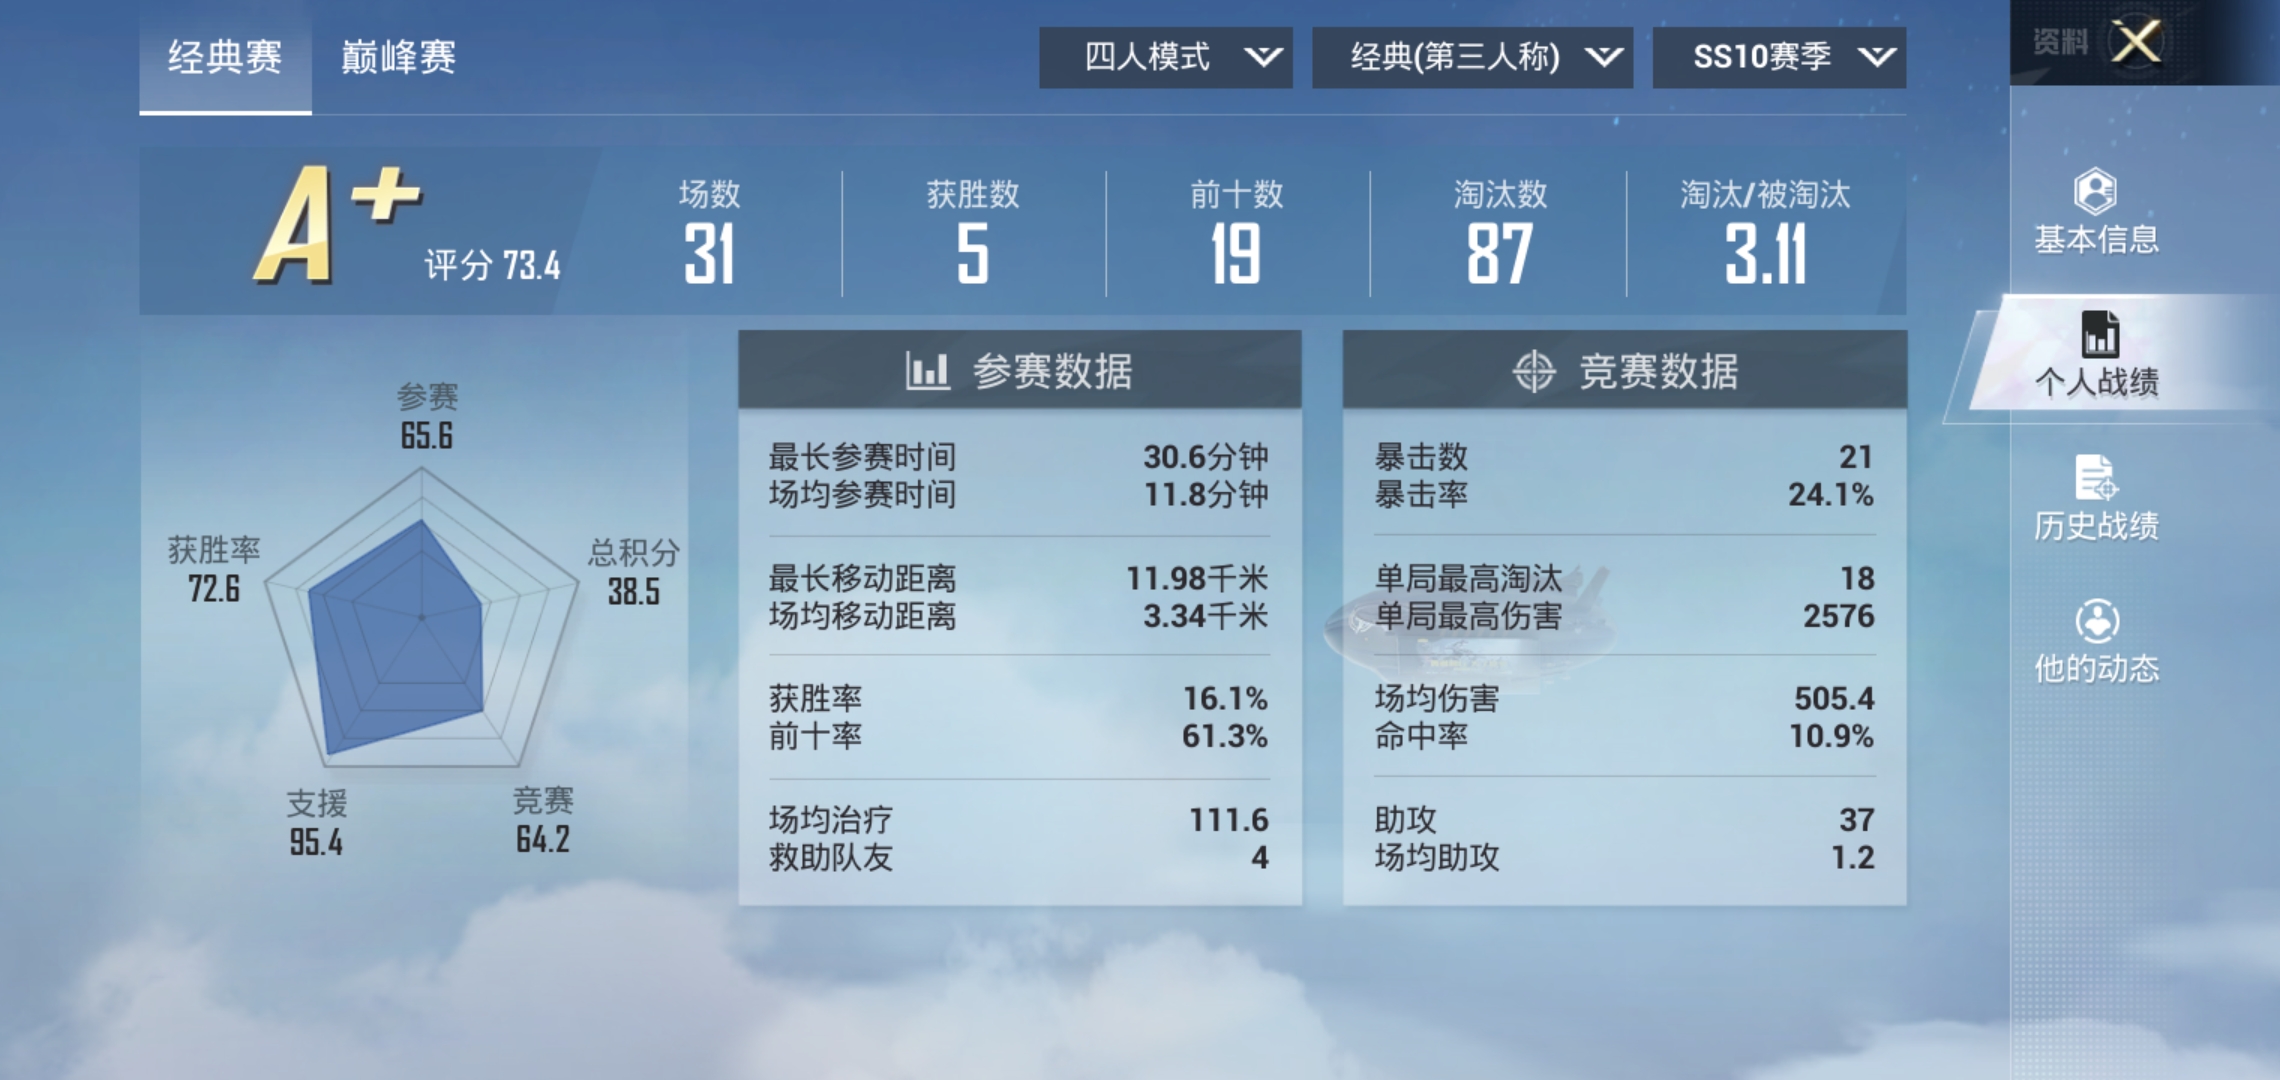 经典赛 巅峰赛 四人模式 经典(第三人称) SS10赛季 资料
A+ 评分 73.4
场数 获胜数 前十数 淘汰数 淘汰/被淘汰
31 5 19 87 3.11
参赛
65.6
获胜率
72.6
总积分
38.5
支援
95.4
竞赛
64.2
参赛数据
最长参赛时间 30.6分钟
场均参赛时间 11.8分钟
最长移动距离 11.98千米
场均移动距离 3.34千米
获胜率 16.1%
前十率 61.3%
场均治疗 111.6
救助队友 4
竞赛数据
暴击数 21
暴击率 24.1%
单局最高淘汰 18
单局最高伤害 2576
场均伤害 505.4
命中率 10.9%
助攻 37
场均助攻 1.2
基本信息
个人战绩
历史战绩
他的动态